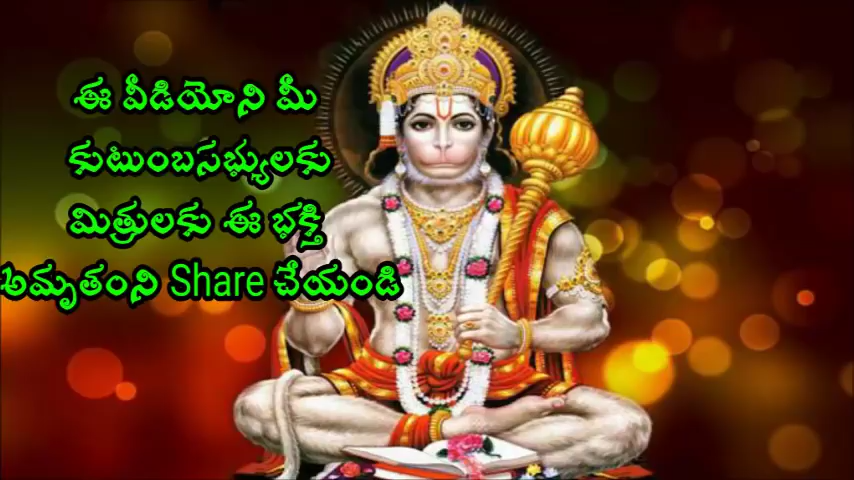 ఈ వీడియోని మీ
కుటుంబసభ్యులకు
మిత్రులకు ఈ భక్తి
అమృతంని Share చేయండి